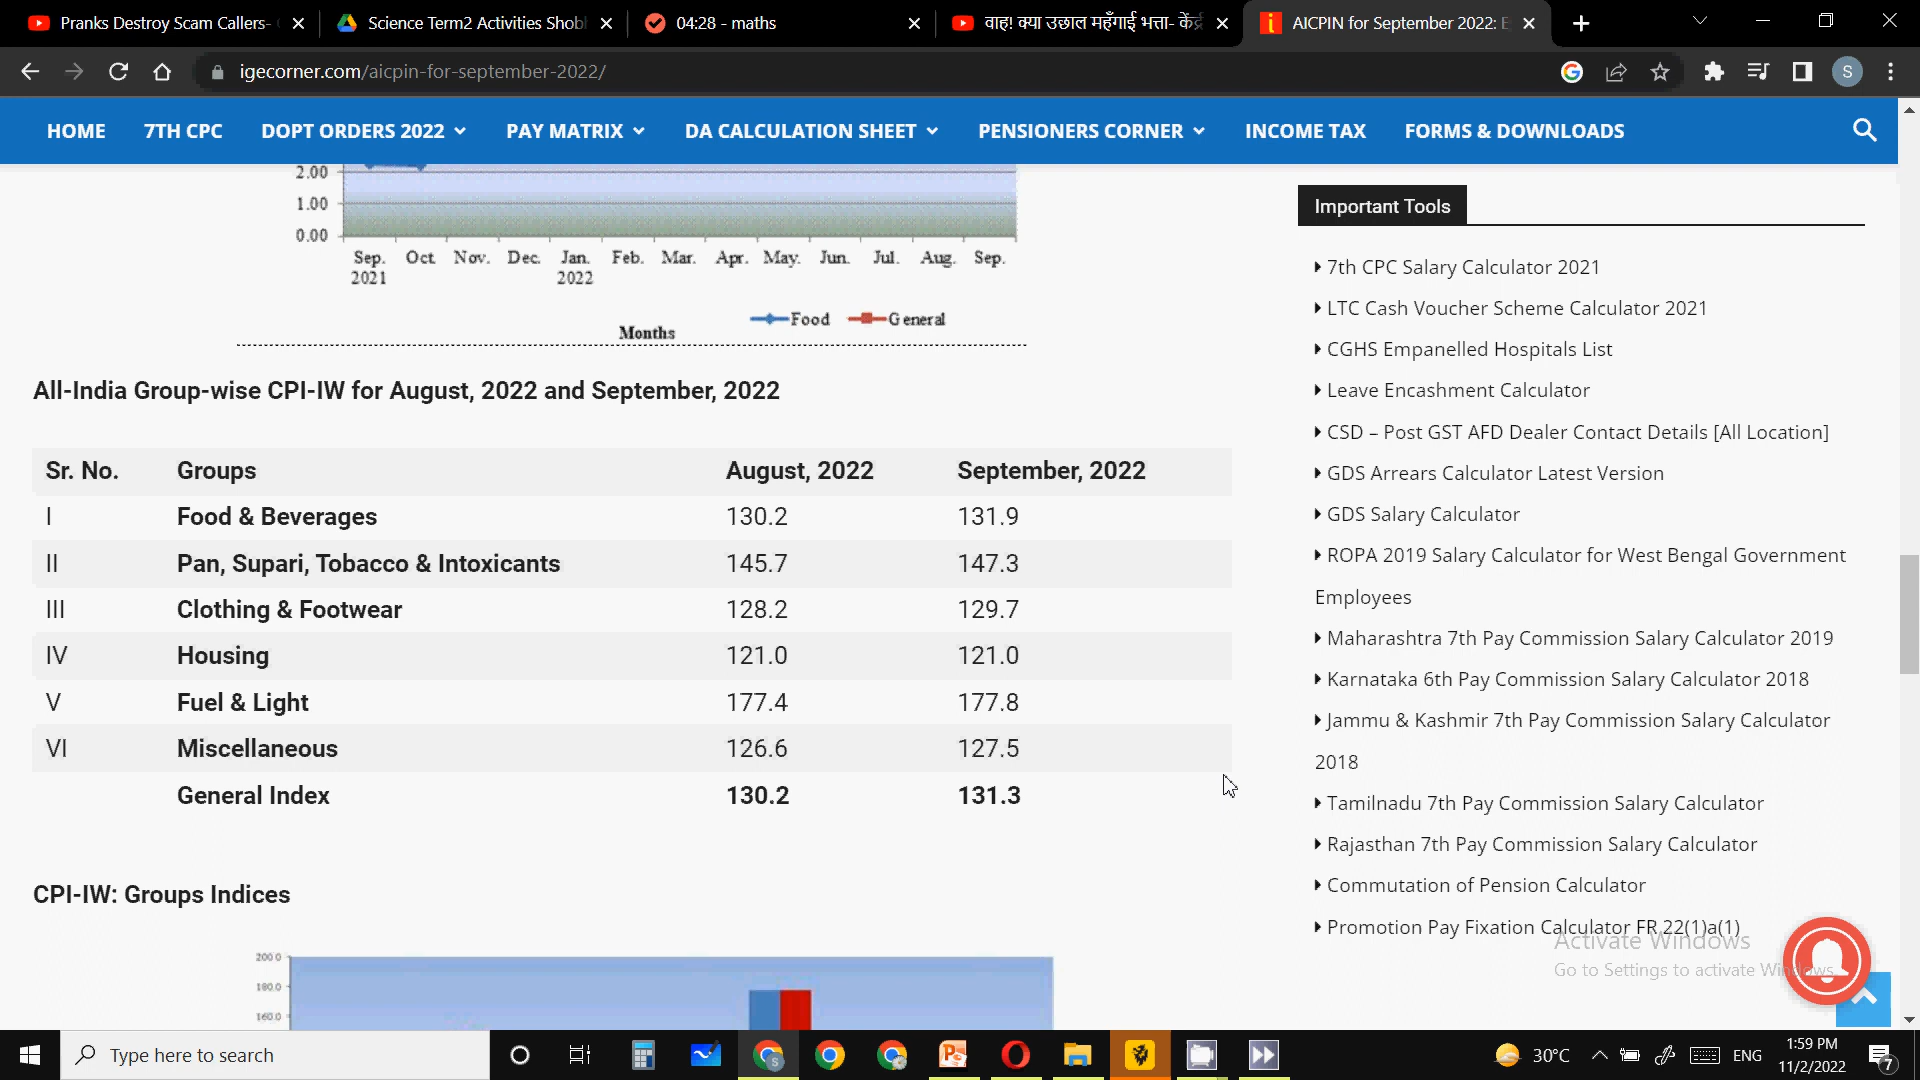 Pranks Destroy Scam Callers-
Science Term2 Activities Shobl
04:28 - maths
वाह! क्या उछाल महँगाई भत्ता- केंद्र
AICPIN for September 2022: E
igecorner.com/aicpin-for-september-2022/
S
HOME
7TH CPC
DOPT ORDERS 2022
PAY MATRIX
DA CALCULATION SHEET
PENSIONERS CORNER
INCOME TAX
FORMS & DOWNLOADS
2.00
1.00
0.00
Sep. Oct. Nov. Dec. Jan. Feb. Mar. Apr. May. Jun. Jul. Aug. Sep.
2021 2022
Food General
Months
All-India Group-wise CPI-IW for August, 2022 and September, 2022
Sr. No. Groups August, 2022 September, 2022
I Food & Beverages 130.2 131.9
II Pan, Supari, Tobacco & Intoxicants 145.7 147.3
III Clothing & Footwear 128.2 129.7
IV Housing 121.0 121.0
V Fuel & Light 177.4 177.8
VI Miscellaneous 126.6 127.5
General Index 130.2 131.3
CPI-IW: Groups Indices
200.0
180.0
160.0
Important Tools
7th CPC Salary Calculator 2021
LTC Cash Voucher Scheme Calculator 2021
CGHS Empanelled Hospitals List
Leave Encashment Calculator
CSD – Post GST AFD Dealer Contact Details [All Location]
GDS Arrears Calculator Latest Version
GDS Salary Calculator
ROPA 2019 Salary Calculator for West Bengal Government
Employees
Maharashtra 7th Pay Commission Salary Calculator 2019
Karnataka 6th Pay Commission Salary Calculator 2018
Jammu & Kashmir 7th Pay Commission Salary Calculator
2018
Tamilnadu 7th Pay Commission Salary Calculator
Rajasthan 7th Pay Commission Salary Calculator
Commutation of Pension Calculator
Promotion Pay Fixation Calculator FR 22(1)a(1)
Activate Windows
Go to Settings to activate Windows.
Type here to search
30°C
ENG
1:59 PM
11/2/2022
7